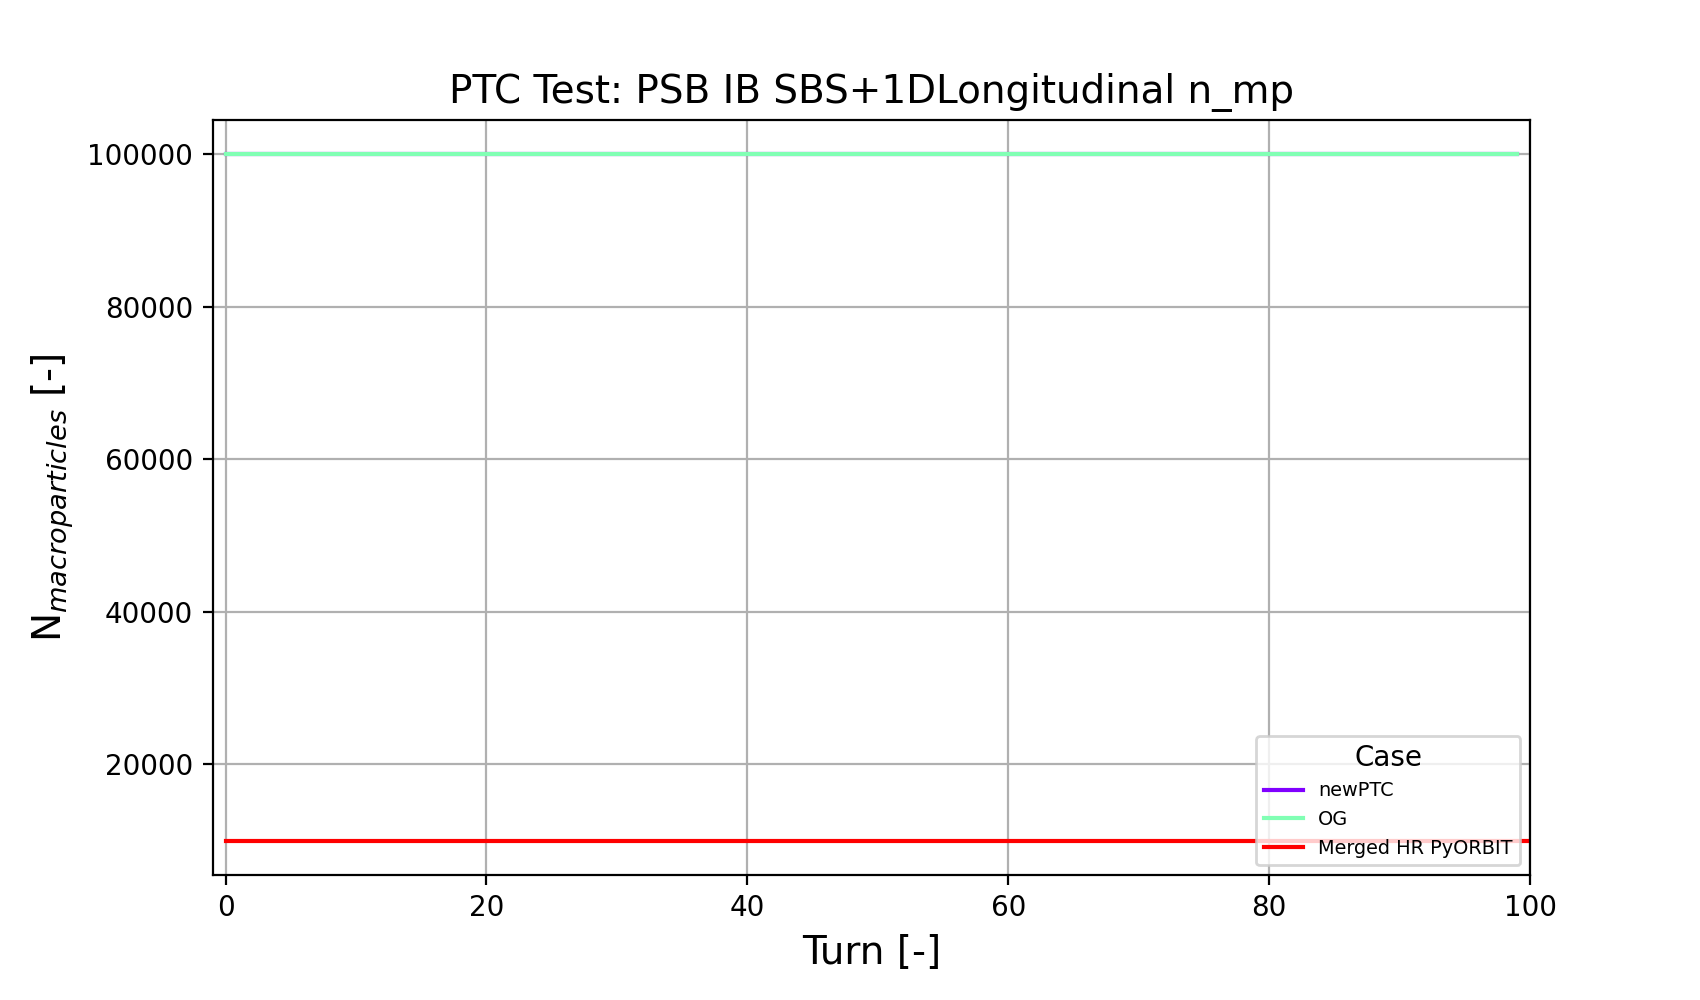 PTC Test: PSB IB SBS+1DLongitudinal n_mp
N_macroparticles [-]
100000
80000
60000
40000
20000
Case
newPTC
OG
Merged HR PyORBIT
0 20 40 60 80 100
Turn [-]